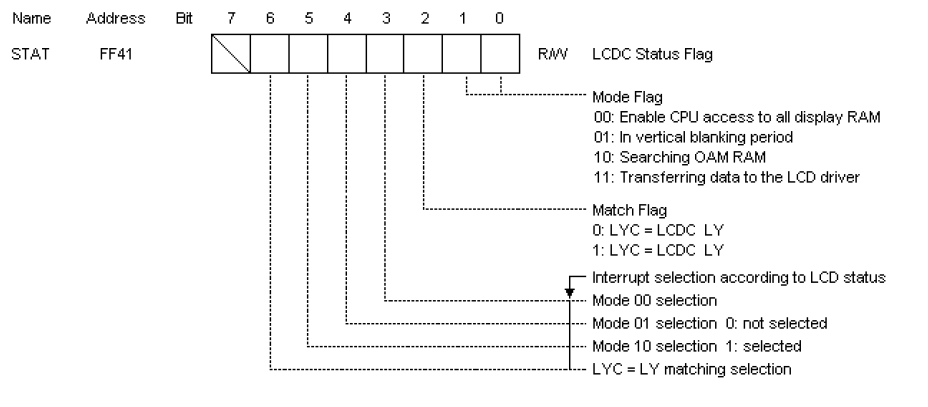 Name Address Bit 7 6 5 4 3 2 1 0
STAT FF41 R/W LCDC Status Flag
Mode Flag
00: Enable CPU access to all display RAM
01: In vertical blanking period
10: Searching OAM RAM
11: Transferring data to the LCD driver
Match Flag
0: LYC = LCDC LY
1: LYC = LCDC LY
Interrupt selection according to LCD status
Mode 00 selection
Mode 01 selection 0: not selected
Mode 10 selection 1: selected
LYC = LY matching selection